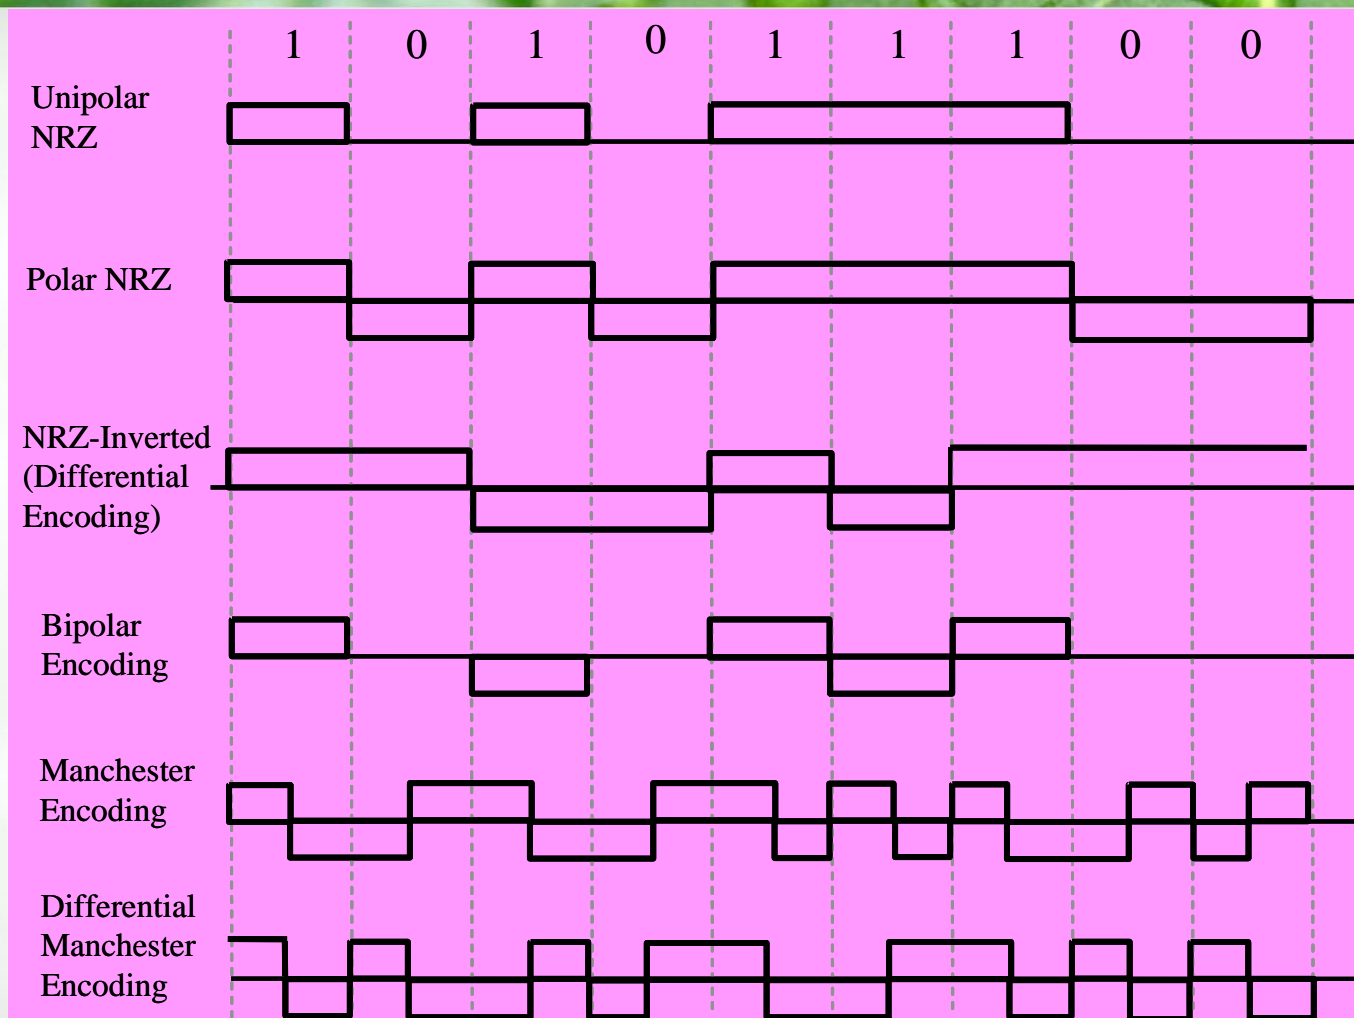 1 0 1 0 1 1 1 0 0
Unipolar
NRZ
Polar NRZ
NRZ-Inverted
(Differential
Encoding)
Bipolar
Encoding
Manchester
Encoding
Differential
Manchester
Encoding